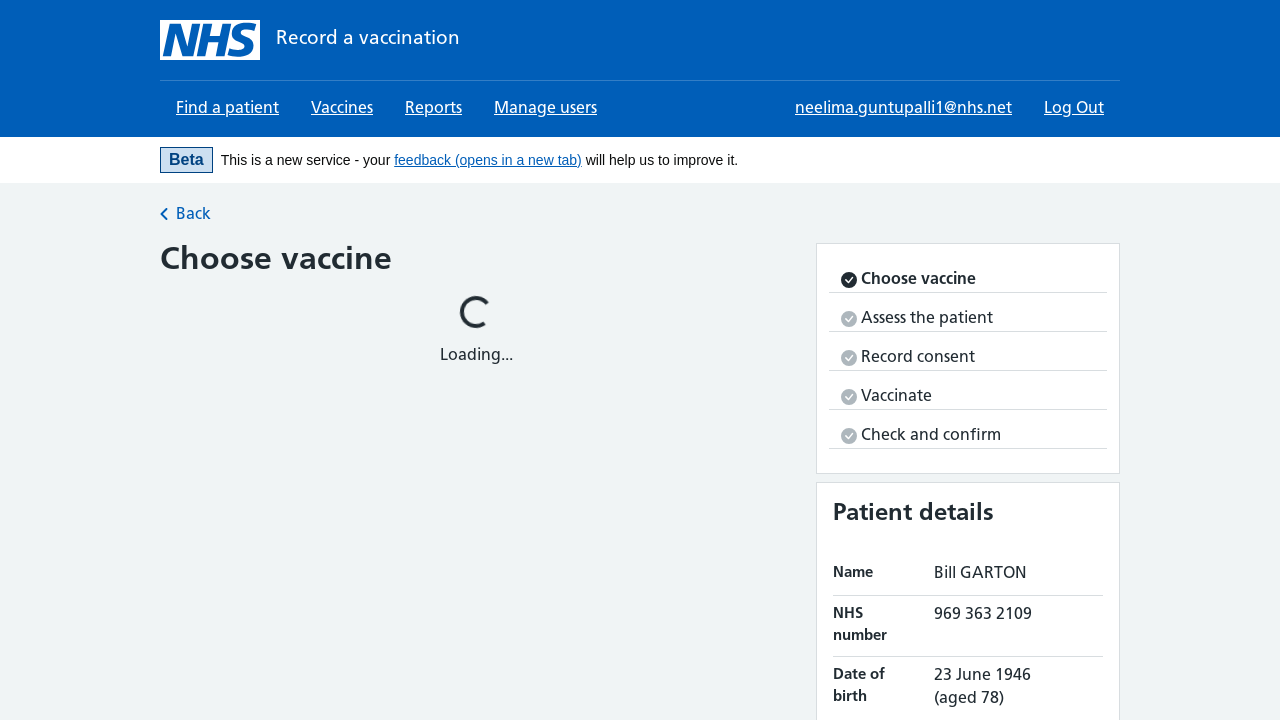 NHS Record a vaccination
Find a patient Vaccines Reports Manage users neelima.guntupalli1@nhs.net Log Out
Beta This is a new service - your feedback (opens in a new tab) will help us to improve it.
Back
Choose vaccine
Loading...
Choose vaccine
Assess the patient
Record consent
Vaccinate
Check and confirm
Patient details
Name Bill GARTON
NHS number 969 363 2109
Date of birth 23 June 1946 (aged 78)